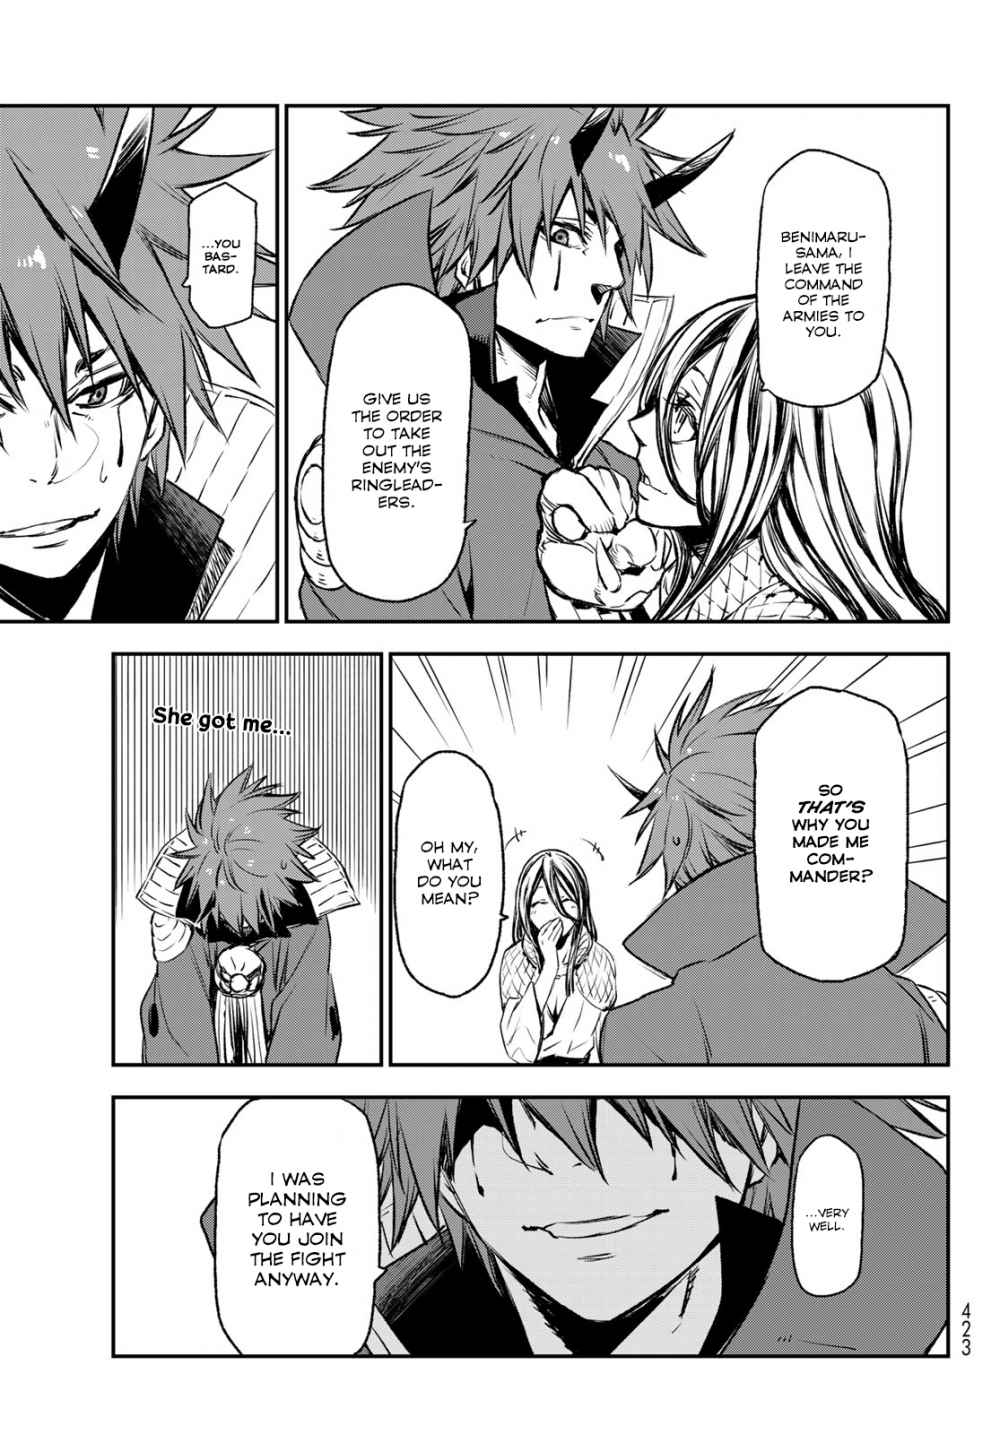 BENIMARU-
SAMA, I
LEAVE THE
COMMAND
OF THE
ARMIES TO
YOU.
GIVE US
THE ORDER
TO TAKE
OUT THE
ENEMY'S
RINGLEAD-
ERS.
...YOU
BAS-
TARD.
SO
THAT'S
WHY YOU
MADE ME
COM-
MANDER?
OH MY,
WHAT
DO YOU
MEAN?
She got me...
...VERY
WELL.
I WAS
PLANNING
TO HAVE
YOU JOIN
THE FIGHT
ANYWAY.
423